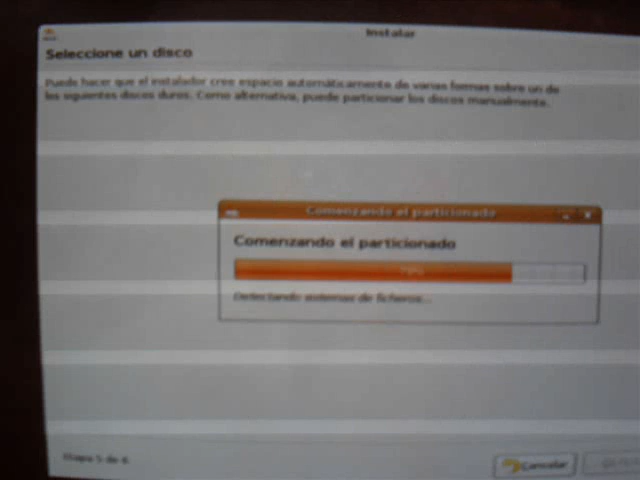 Instalar
Seleccione un disco
Puede hacer que el instalador cree espacio automáticamente de varias formas sobre un de
los siguientes discos duros. Como alternativa, puede particionar los discos manualmente.
Comenzando el particionado
Comenzando el particionado
Detectando sistemas de ficheros...
Etapa 5 de 6
Cancelar